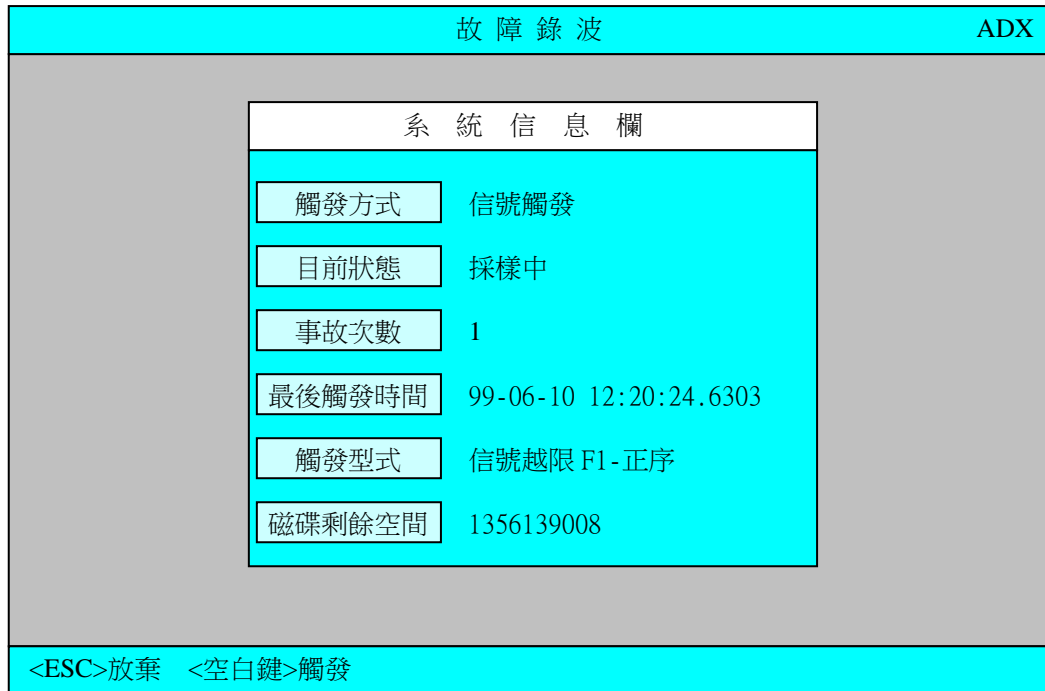 故障錄波 ADX
系統信息欄
觸發方式 信號觸發
目前狀態 採樣中
事故次數 1
最後觸發時間 99-06-10 12:20:24.6303
觸發型式 信號越限 F1-正序
磁碟剩餘空間 1356139008
<ESC>放棄 <空白鍵>觸發